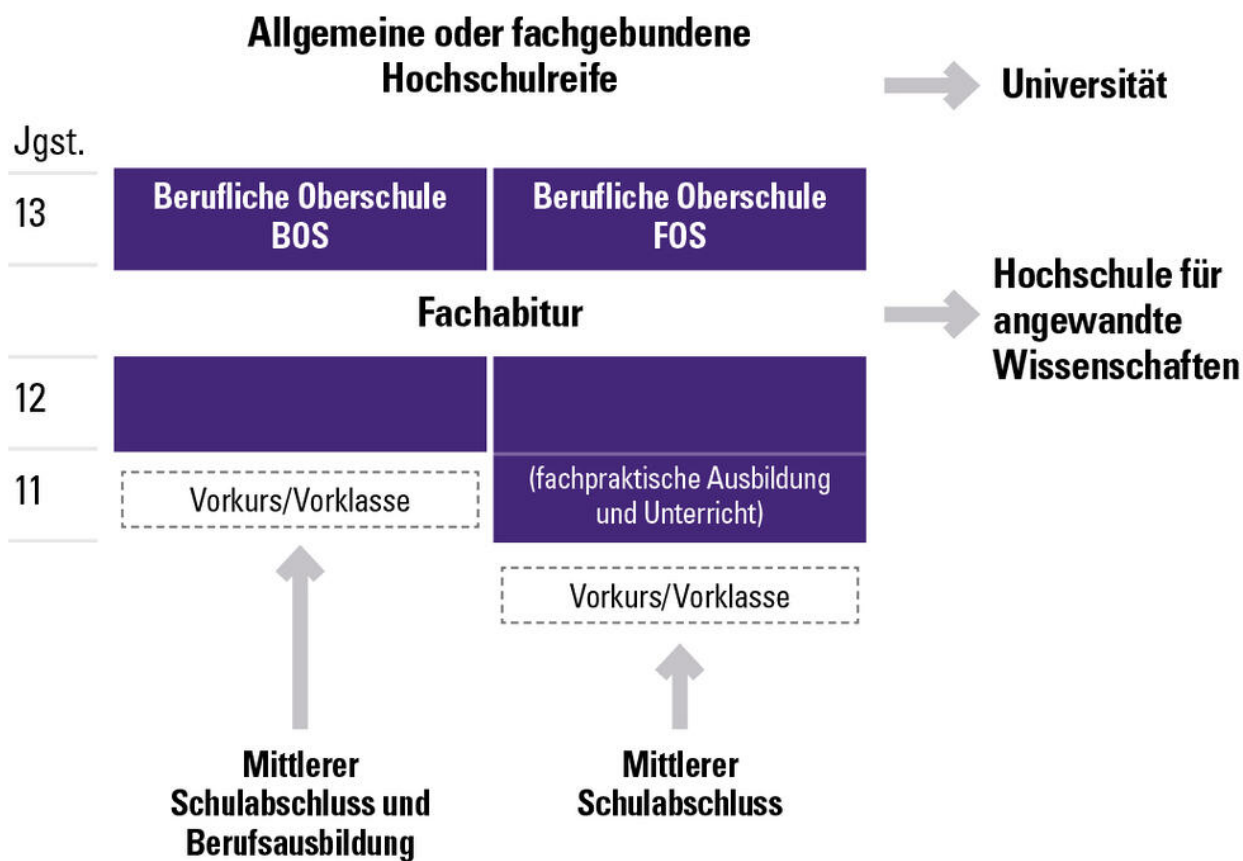 Allgemeine oder fachgebundene
Hochschulreife
Universität
Jgst.
13
Berufliche Oberschule
BOS
Berufliche Oberschule
FOS
Fachabitur
Hochschule für
angewandte
Wissenschaften
12
11
Vorkurs/Vorklasse
(fachpraktische Ausbildung
und Unterricht)
Vorkurs/Vorklasse
Mittlerer
Schulabschluss und
Berufsausbildung
Mittlerer
Schulabschluss